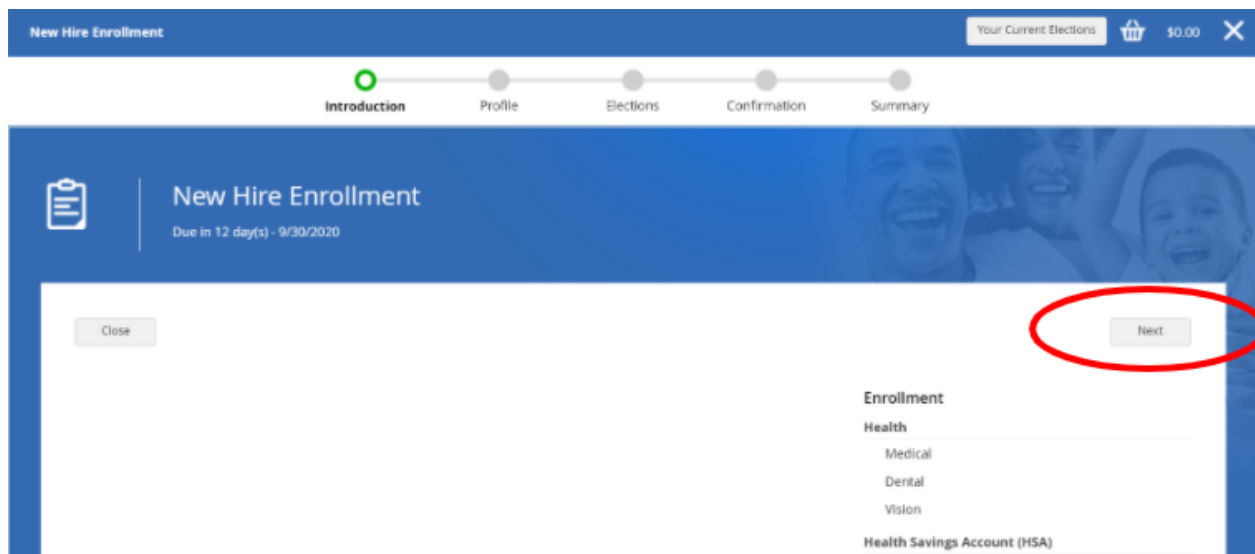 New Hire Enrollment
Your Current Elections
$0.00
Introduction
Profile
Elections
Confirmation
Summary
New Hire Enrollment
Due in 12 day(s) - 9/30/2020
Close
Next
Enrollment
Health
Medical
Dental
Vision
Health Savings Account (HSA)